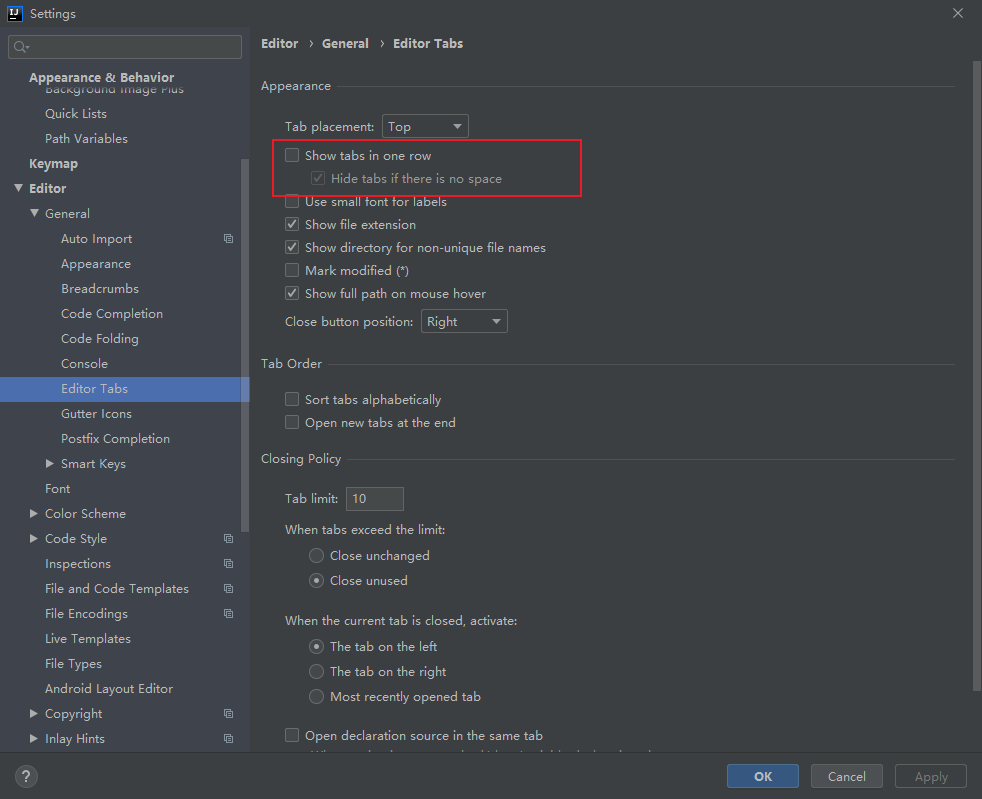 Settings
Appearance & Behavior
Background Image Plus
Quick Lists
Path Variables
Keymap
Editor
General
Auto Import
Appearance
Breadcrumbs
Code Completion
Code Folding
Console
Editor Tabs
Gutter Icons
Postfix Completion
Smart Keys
Font
Color Scheme
Code Style
Inspections
File and Code Templates
File Encodings
Live Templates
File Types
Android Layout Editor
Copyright
Inlay Hints
Editor › General › Editor Tabs
Appearance
Tab placement: Top
Show tabs in one row
Hide tabs if there is no space
Use small font for labels
Show file extension
Show directory for non-unique file names
Mark modified (*)
Show full path on mouse hover
Close button position: Right
Tab Order
Sort tabs alphabetically
Open new tabs at the end
Closing Policy
Tab limit: 10
When tabs exceed the limit:
Close unchanged
Close unused
When the current tab is closed, activate:
The tab on the left
The tab on the right
Most recently opened tab
Open declaration source in the same tab
?
OK Cancel Apply